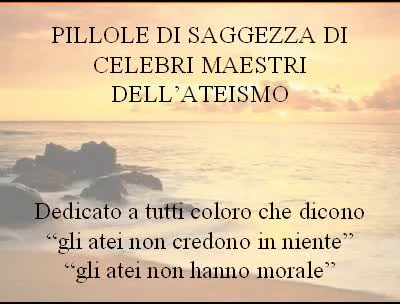 PILLOLE DI SAGGEZZA DI
CELEBRI MAESTRI
DELL’ATEISMO
Dedicato a tutti coloro che dicono
“gli atei non credono in niente”
“gli atei non hanno morale”